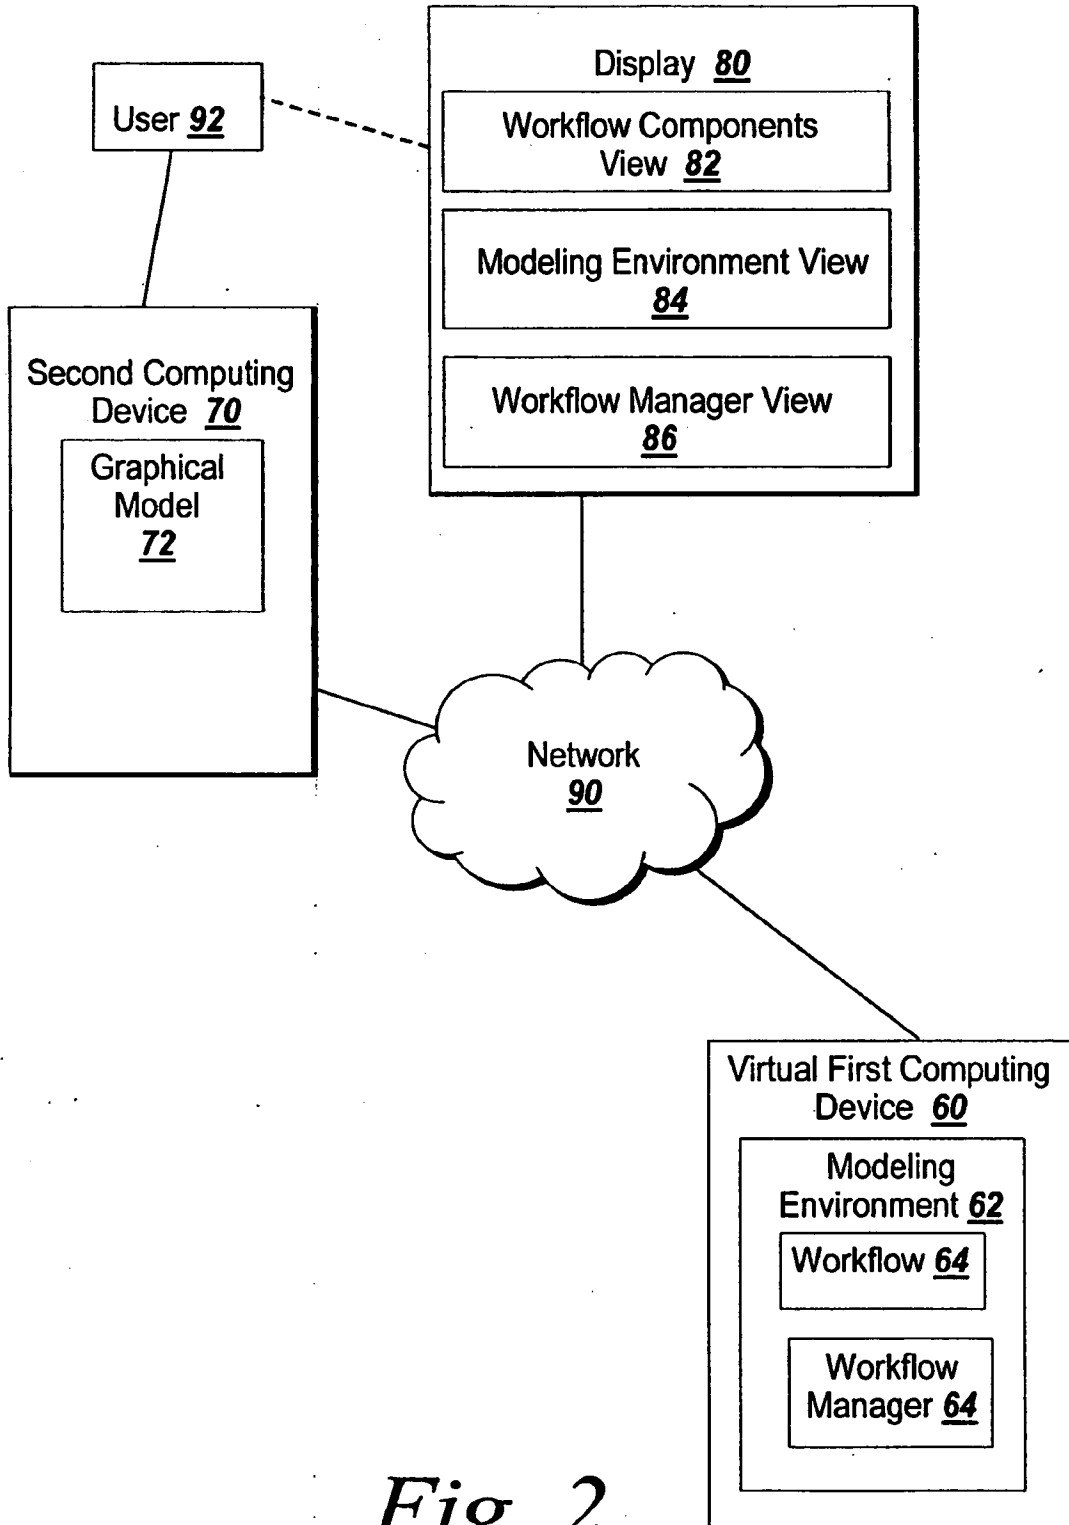 Display 80
User 92
Workflow Components
View 82
Modeling Environment View
84
Workflow Manager View
86
Second Computing
Device 70
Graphical
Model
72
Network
90
Virtual First Computing
Device 60
Modeling
Environment 62
Workflow 64
Workflow
Manager 64
Fig. 2